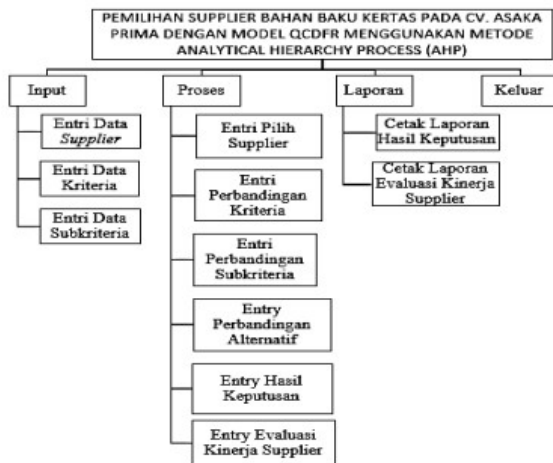 PEMILIHAN SUPPLIER BAHAN BAKU KERTAS PADA CV. ASAKA
PRIMA DENGAN MODEL QCDFR MENGGUNAKAN METODE
ANALYTICAL HIERARCHY PROCESS (AHP)
Input
Proses
Laporan
Keluar
Entri Data
Supplier
Entri Data
Kriteria
Entri Data
Subkriteria
Entri Pilih
Supplier
Entri
Perbandingan
Kriteria
Entri
Perbandingan
Subkriteria
Entry
Perbandingan
Alternatif
Entry Hasil
Keputusan
Entry Evaluasi
Kinerja Supplier
Cetak Laporan
Hasil Keputusan
Cetak Laporan
Evaluasi Kinerja
Supplier